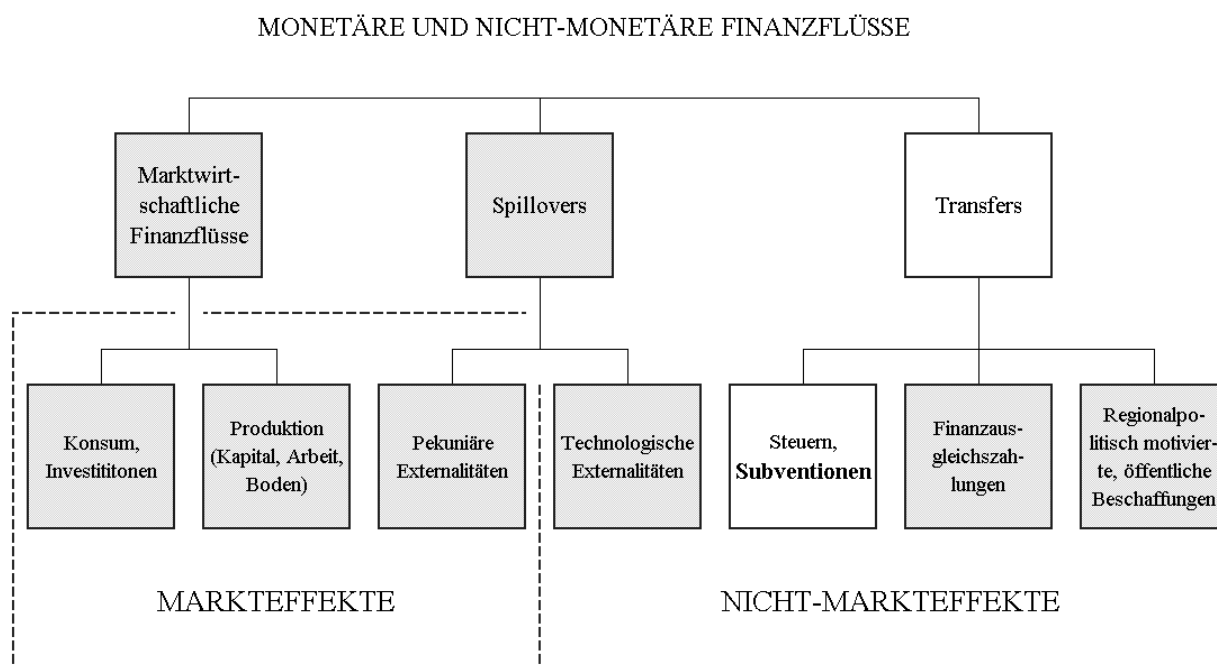 MONETÄRE UND NICHT-MONETÄRE FINANZFLÜSSE
Marktwirt-
schaftliche
Finanzflüsse
Spillovers
Transfers
Konsum,
Investititonen
Produktion
(Kapital, Arbeit,
Boden)
Pekuniäre
Externalitäten
Technologische
Externalitäten
Steuern,
Subventionen
Finanzaus-
gleichszah-
lungen
Regionalpo-
litisch motivier-
te, öffentliche
Beschaffungen
MARKTEFFEKTE
NICHT-MARKTEFFEKTE